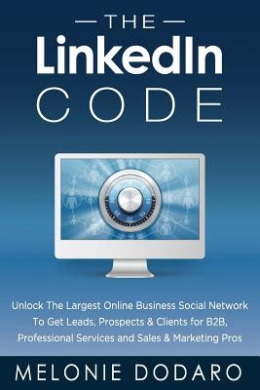 THE
LinkedIn
CODE
Unlock The Largest Online Business Social Network
To Get Leads, Prospects & Clients for B2B,
Professional Services and Sales & Marketing Pros
MELONIE DODARO